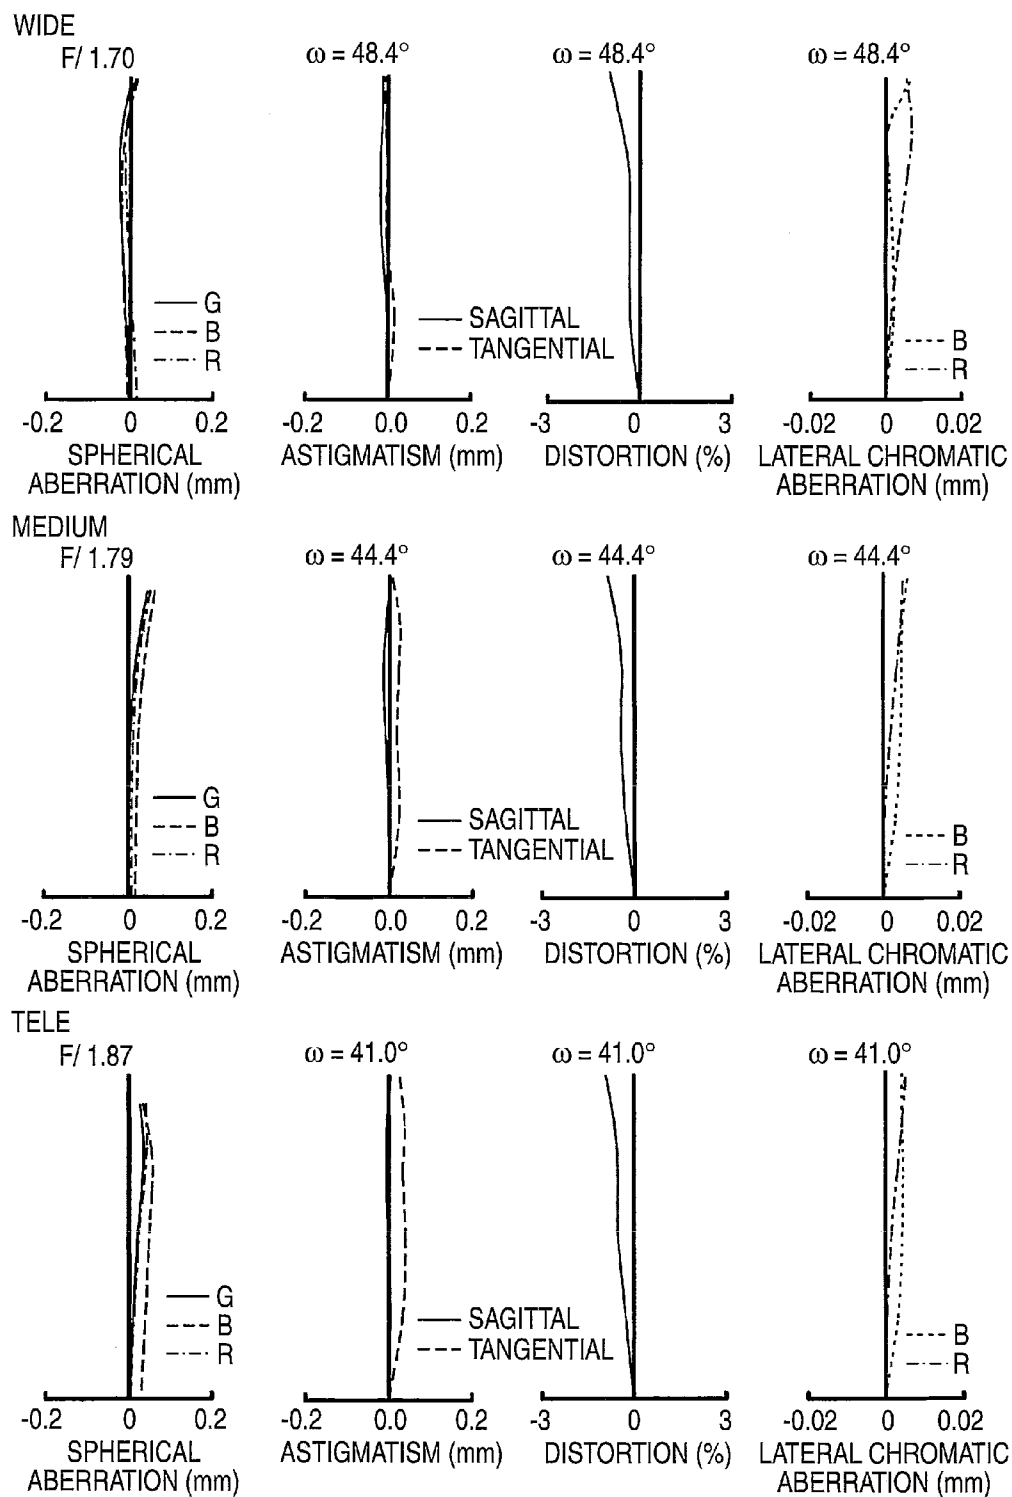 WIDE
F/ 1.70
ω = 48.4°
ω = 48.4°
ω = 48.4°
G
B
R
SAGITTAL
TANGENTIAL
B
R
-0.2 0 0.2
-0.2 0.0 0.2
-3 0 3
-0.02 0 0.02
SPHERICAL
ABERRATION (mm)
ASTIGMATISM (mm)
DISTORTION (%)
LATERAL CHROMATIC
ABERRATION (mm)
MEDIUM
F/ 1.79
ω = 44.4°
ω = 44.4°
ω = 44.4°
G
B
R
SAGITTAL
TANGENTIAL
B
R
-0.2 0 0.2
-0.2 0.0 0.2
-3 0 3
-0.02 0 0.02
SPHERICAL
ABERRATION (mm)
ASTIGMATISM (mm)
DISTORTION (%)
LATERAL CHROMATIC
ABERRATION (mm)
TELE
F/ 1.87
ω = 41.0°
ω = 41.0°
ω = 41.0°
G
B
R
SAGITTAL
TANGENTIAL
B
R
-0.2 0 0.2
-0.2 0.0 0.2
-3 0 3
-0.02 0 0.02
SPHERICAL
ABERRATION (mm)
ASTIGMATISM (mm)
DISTORTION (%)
LATERAL CHROMATIC
ABERRATION (mm)